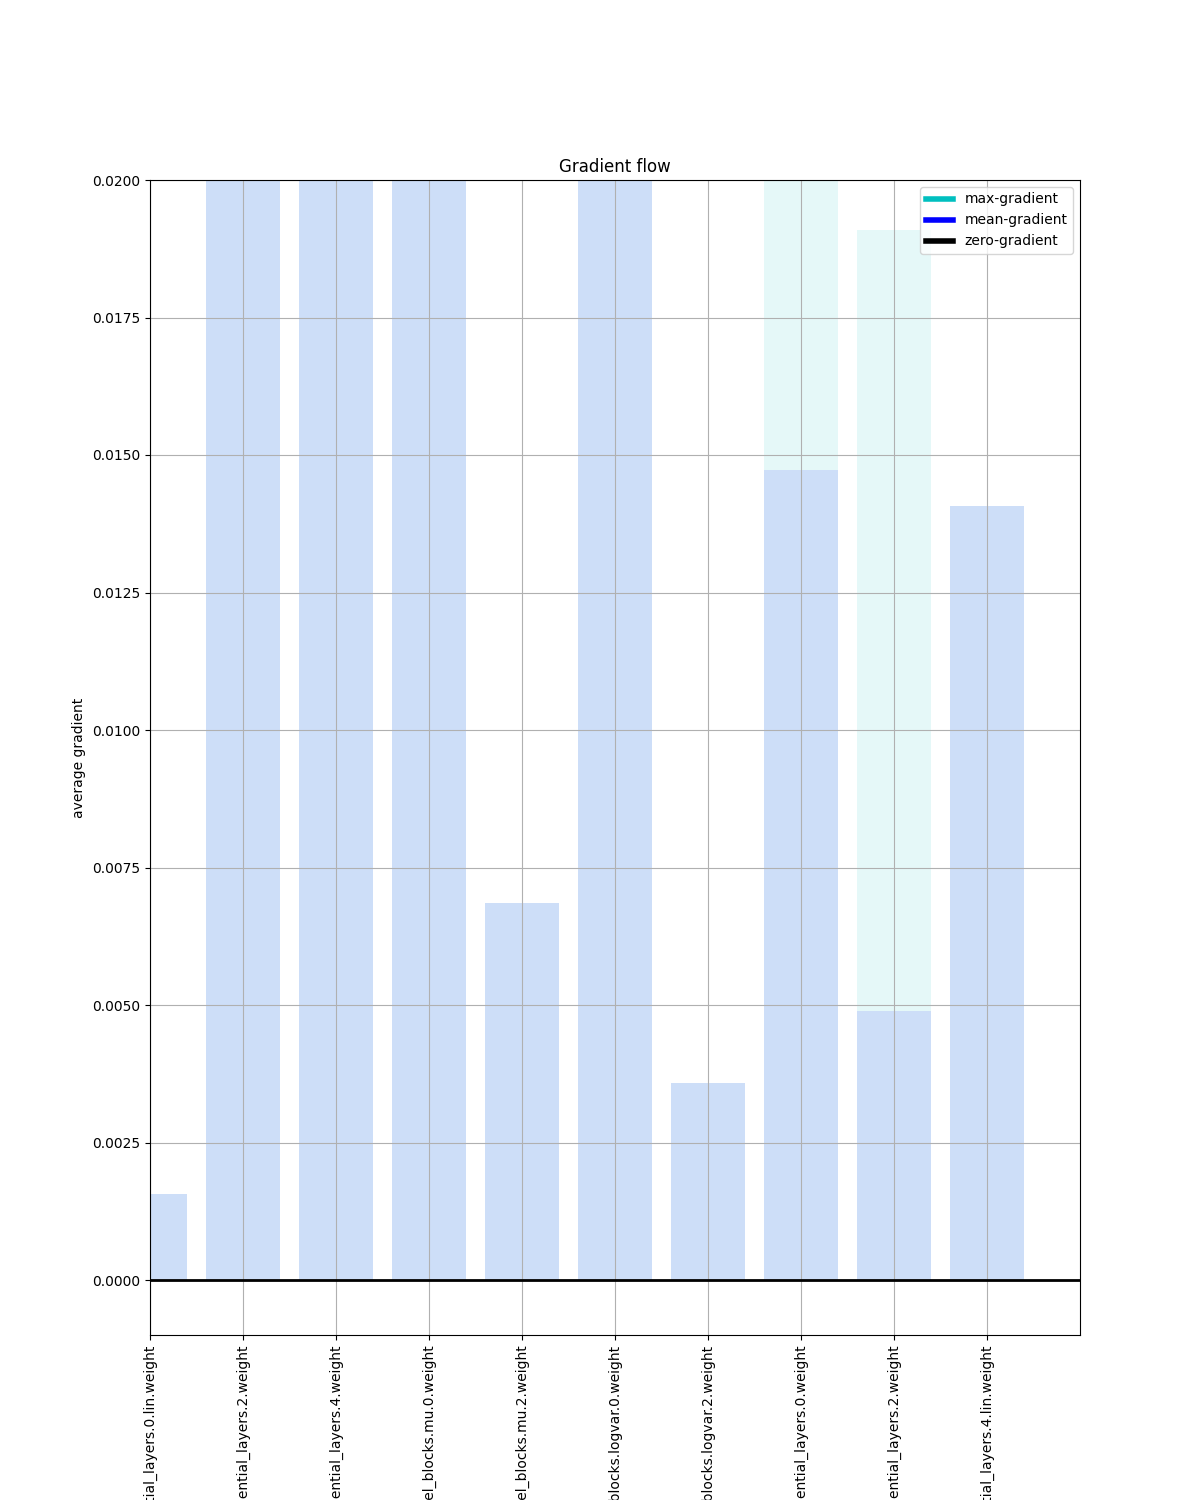 Gradient flow
max-gradient
mean-gradient
zero-gradient
0.0200
0.0175
0.0150
0.0125
0.0100
0.0075
0.0050
0.0025
0.0000
average gradient
tial_layers.0.lin.weight
ential_layers.2.weight
ential_layers.4.weight
el_blocks.mu.0.weight
el_blocks.mu.2.weight
blocks.logvar.0.weight
blocks.logvar.2.weight
ential_layers.0.weight
ential_layers.2.weight
tial_layers.4.lin.weight